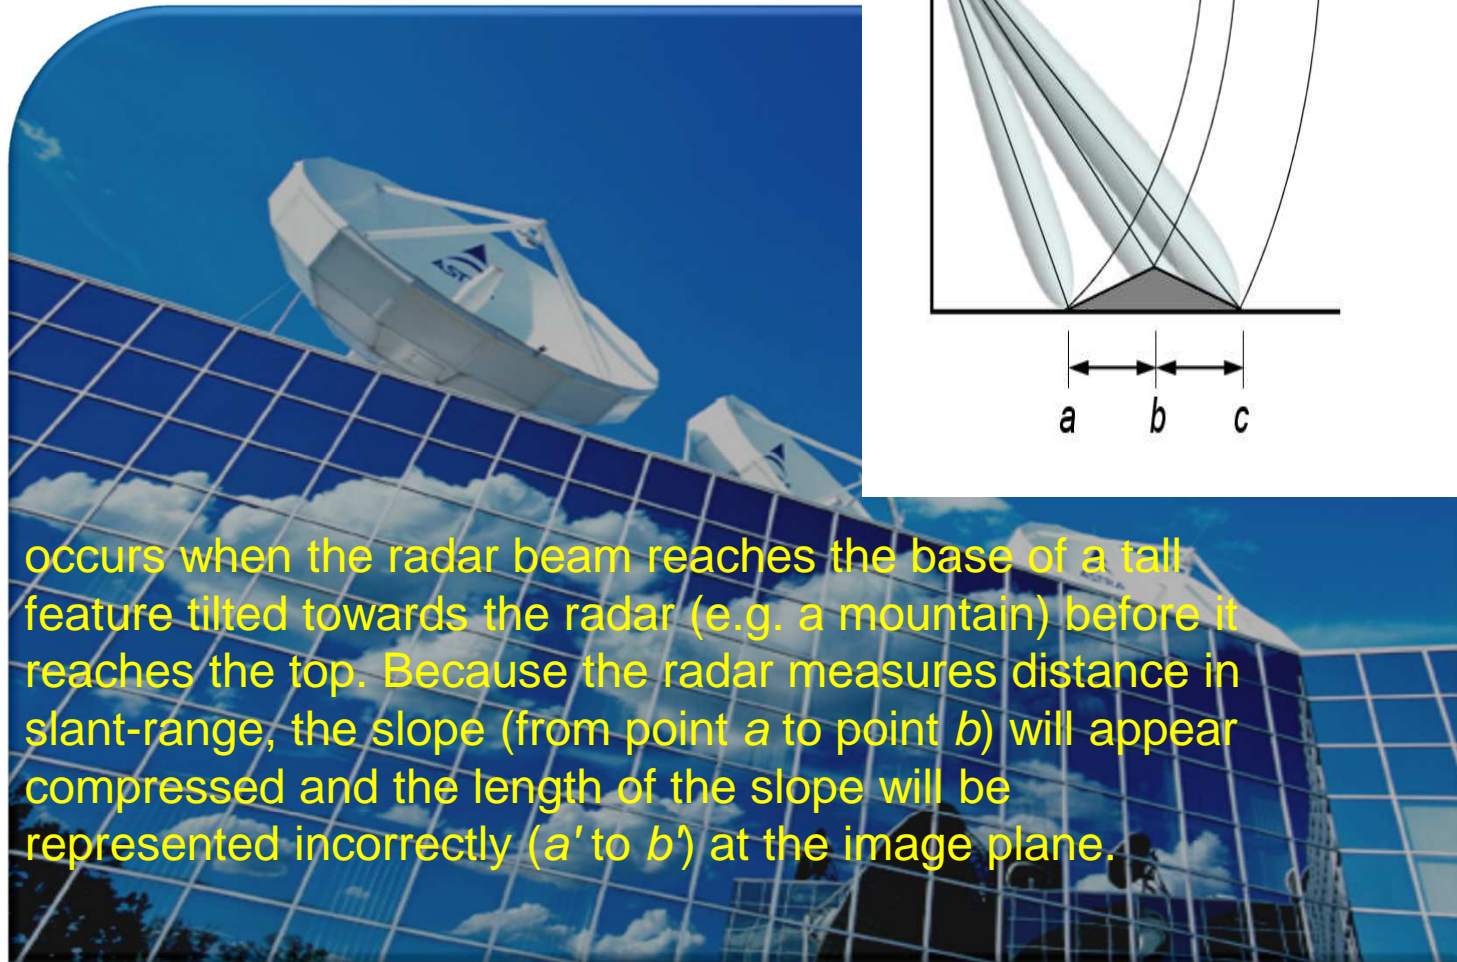 a b c
occurs when the radar beam reaches the base of a tall
feature tilted towards the radar (e.g. a mountain) before it
reaches the top. Because the radar measures distance in
slant-range, the slope (from point a to point b) will appear
compressed and the length of the slope will be
represented incorrectly (a' to b') at the image plane.